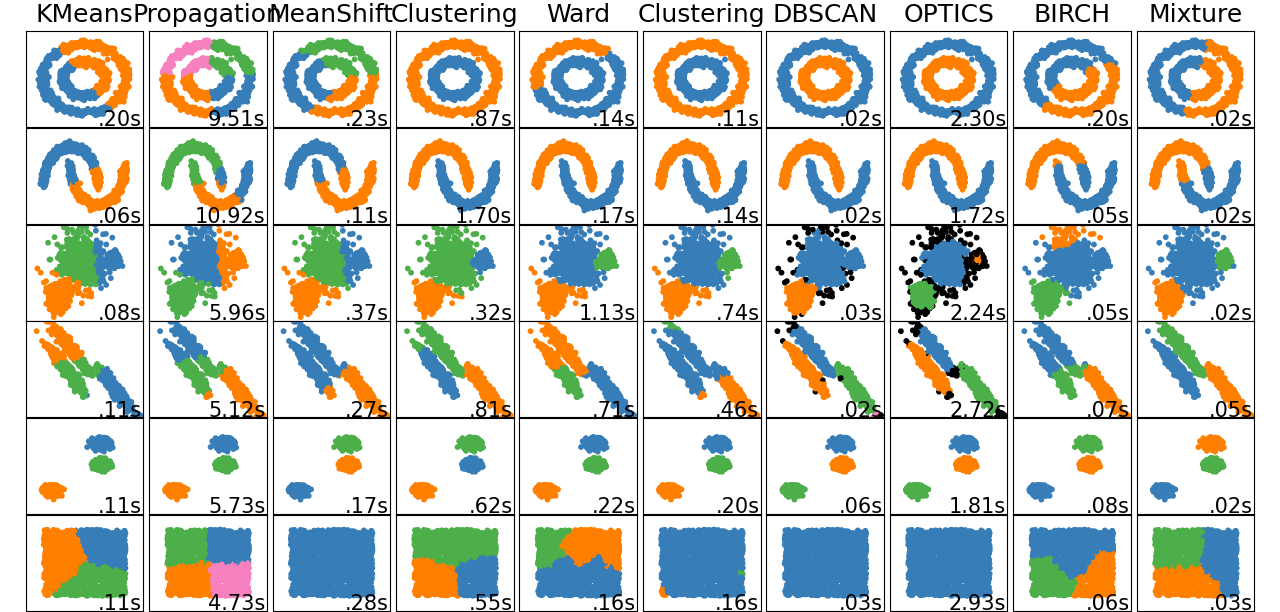 KMeans Propagation MeanShift Clustering Ward Clustering DBSCAN OPTICS BIRCH Mixture
.20s 9.51s .23s .87s .14s .11s .02s 2.30s .20s .02s
.06s 10.92s .11s 1.70s .17s .14s .02s 1.72s .05s .02s
.08s 5.96s .37s .32s 1.13s .74s .03s 2.24s .05s .02s
.11s 5.12s .27s .81s .71s .46s .02s 2.72s .07s .05s
.11s 5.73s .17s .62s .22s .20s .06s 1.81s .08s .02s
.11s 4.73s .28s .55s .16s .16s .03s 2.93s .06s .03s